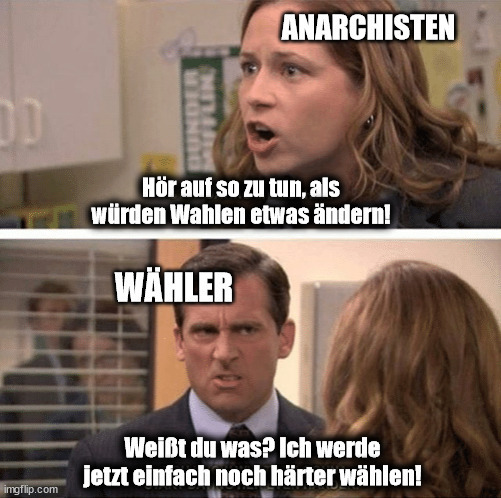 ANARCHISTEN
Hör auf so zu tun, als
würden Wahlen etwas ändern!
WÄHLER
Weißt du was? Ich werde
jetzt einfach noch härter wählen!
imgflip.com